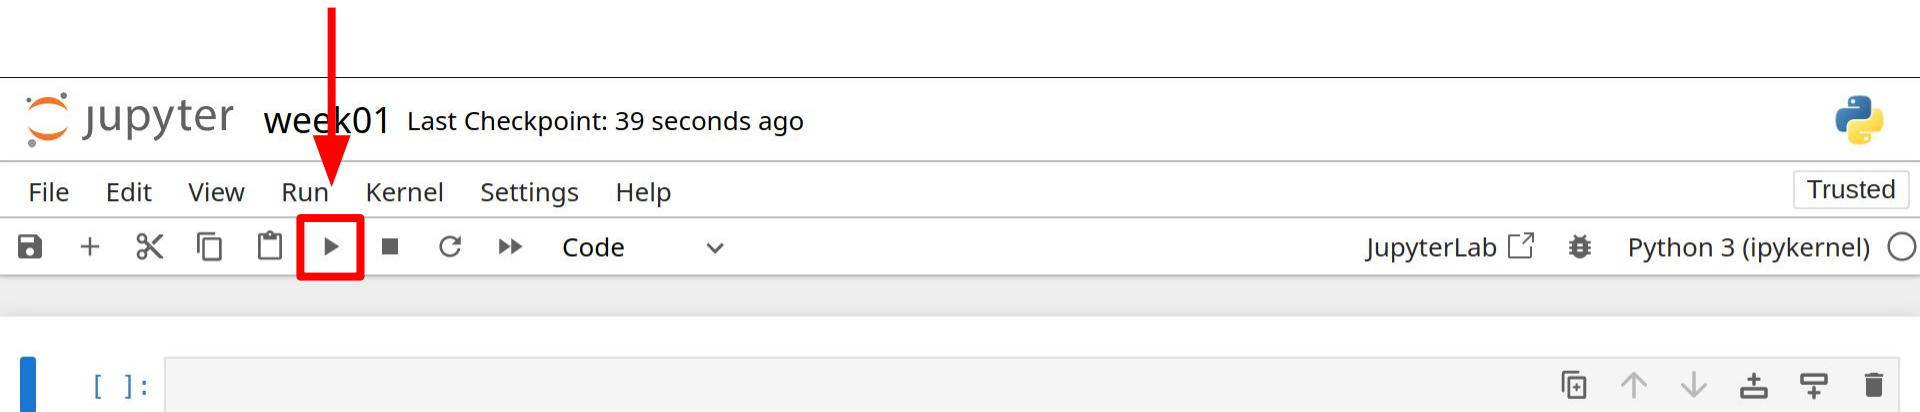 jupyter week01 Last Checkpoint: 39 seconds ago
File Edit View Run Kernel Settings Help Trusted
Code JupyterLab Python 3 (ipykernel)
[ ]: